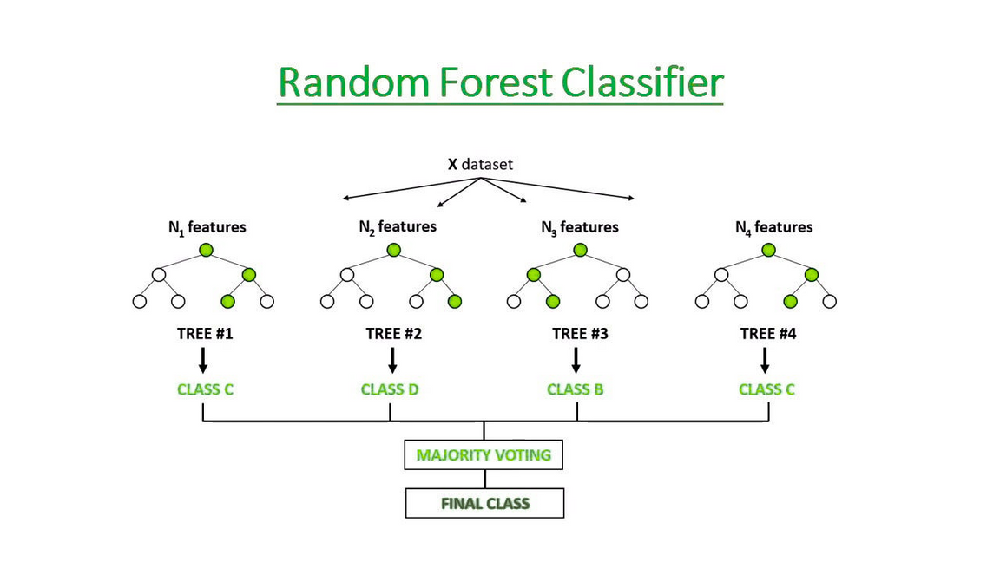 Random Forest Classifier
X dataset
N1 features
N2 features
N3 features
N4 features
TREE #1
TREE #2
TREE #3
TREE #4
CLASS C
CLASS D
CLASS B
CLASS C
MAJORITY VOTING
FINAL CLASS